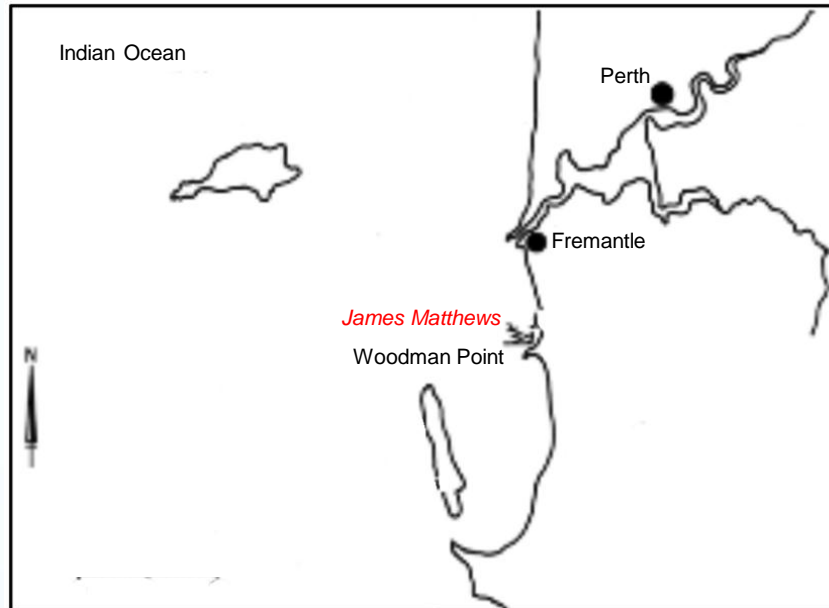 Indian Ocean
Perth
Fremantle
James Matthews
Woodman Point
N